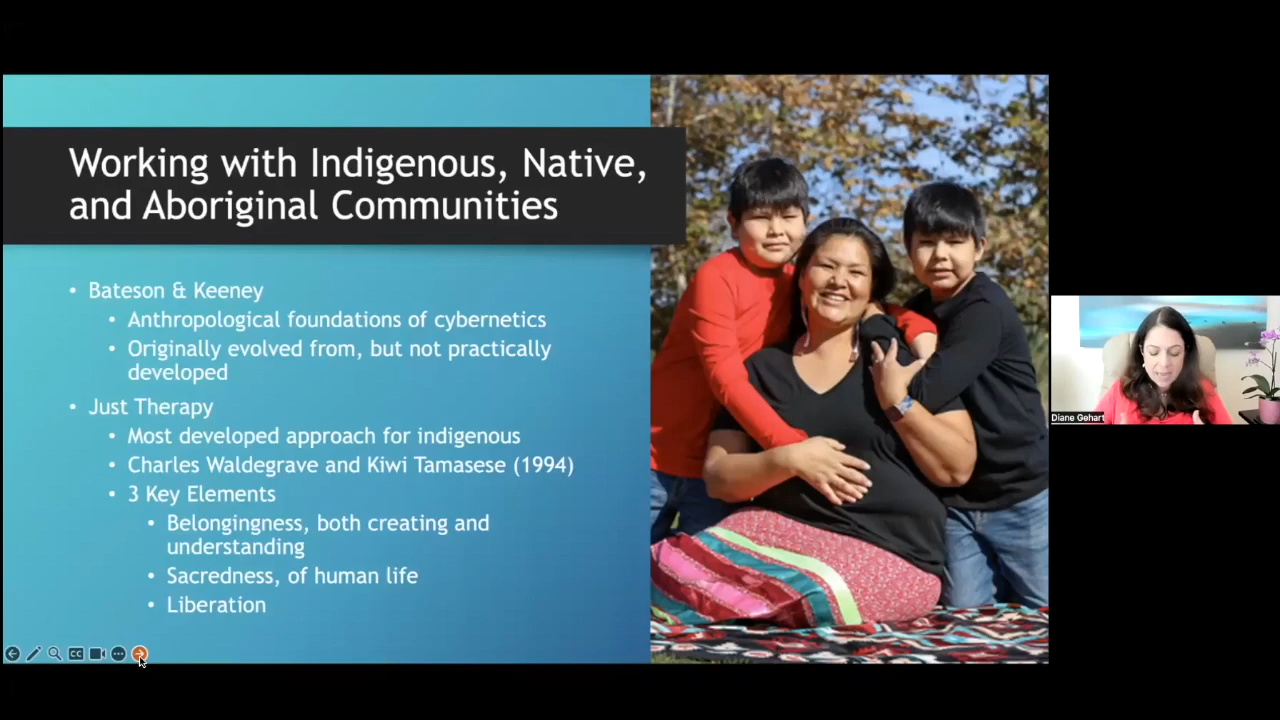 Working with Indigenous, Native,
and Aboriginal Communities
• Bateson & Keeney
• Anthropological foundations of cybernetics
• Originally evolved from, but not practically
developed
• Just Therapy
• Most developed approach for indigenous
• Charles Waldegrave and Kiwi Tamasese (1994)
• 3 Key Elements
• Belongingness, both creating and
understanding
• Sacredness, of human life
• Liberation
CC
Diane Gehart